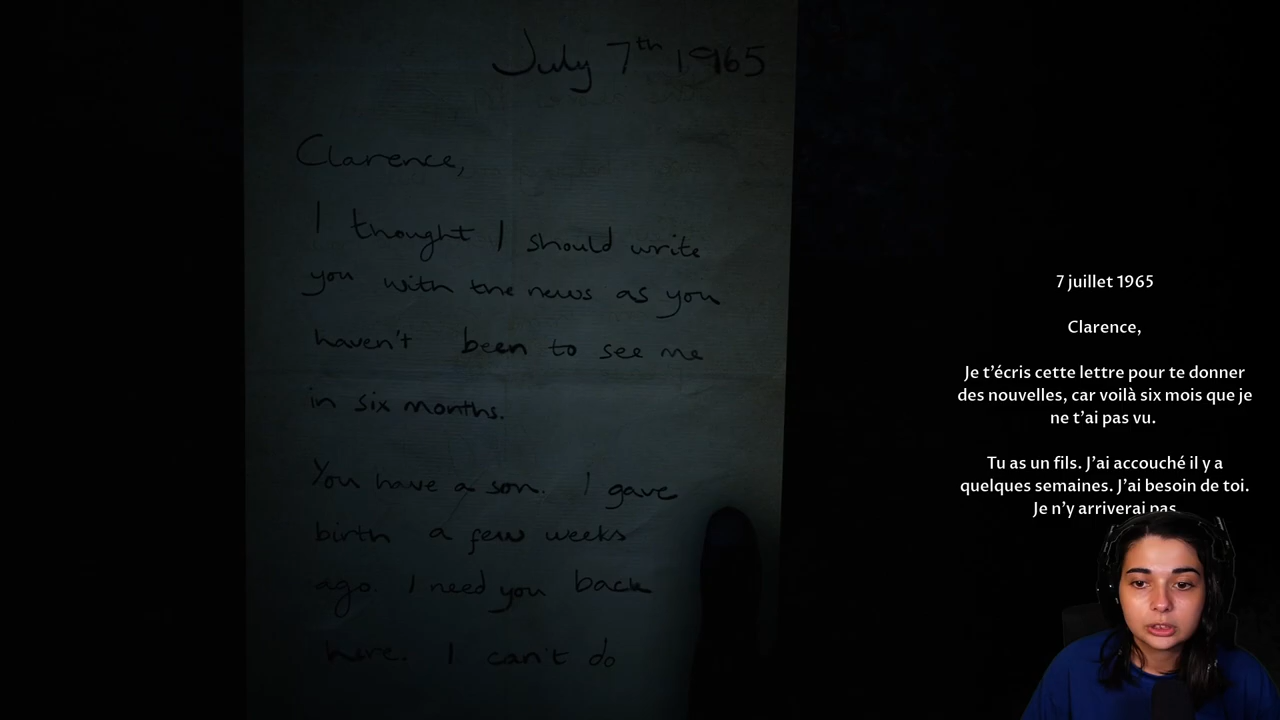 July 7th 1965
Clarence,
I thought I should write
you with the news as you
haven't been to see me
in six months.
You have a son. I gave
birth a few weeks
ago. I need you back
here. I can't do
7 juillet 1965
Clarence,
Je t'écris cette lettre pour te donner
des nouvelles, car voilà six mois que je
ne t'ai pas vu.
Tu as un fils. J'ai accouché il y a
quelques semaines. J'ai besoin de toi.
Je n'y arriverai pas